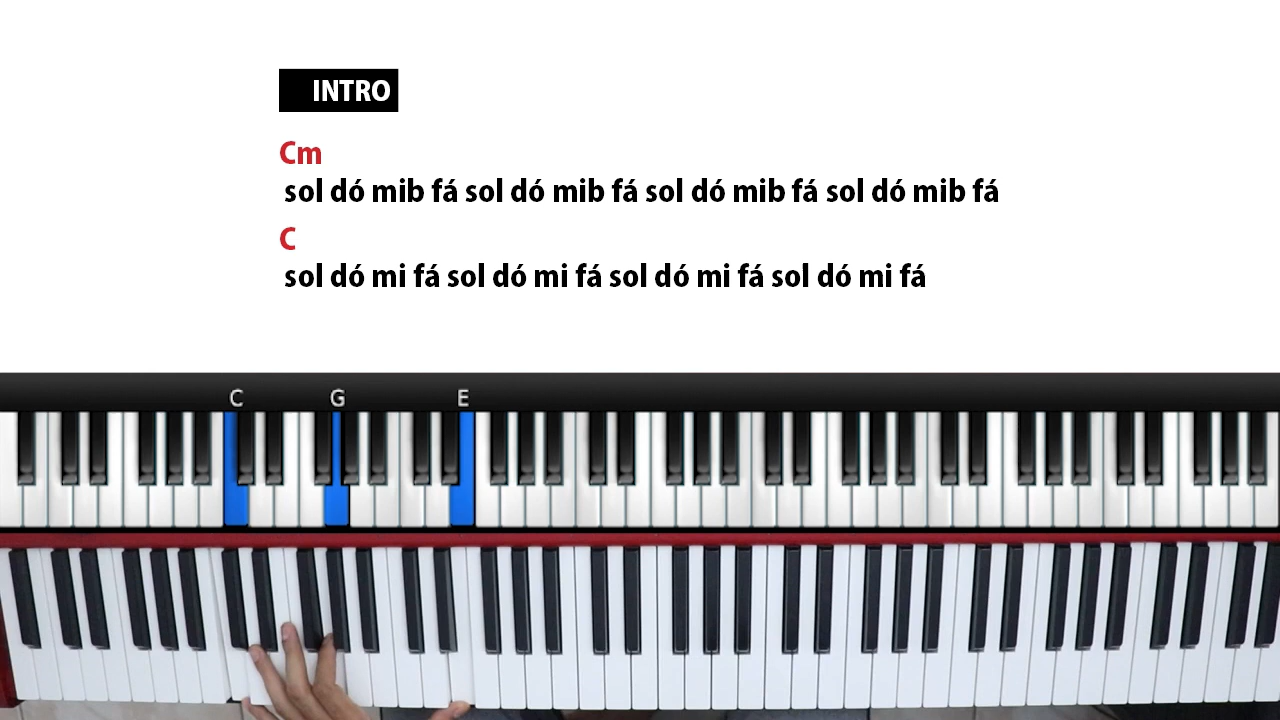 INTRO
Cm
sol dó mib fá sol dó mib fá sol dó mib fá sol dó mib fá
C
sol dó mi fá sol dó mi fá sol dó mi fá sol dó mi fá
C G E